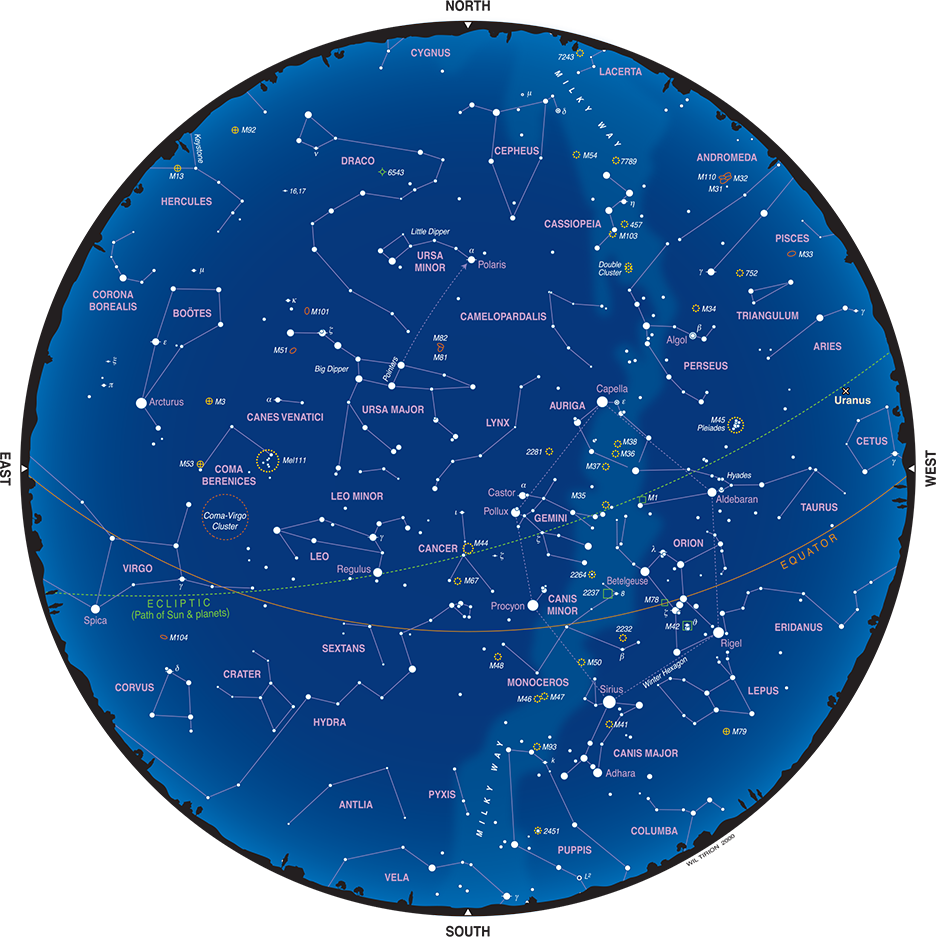 NORTH
CYGNUS
7243
LACERTA
MILKY WAY
μ
δ
M92
Keystone
M13
HERCULES
ν
DRACO
6543
16,17
CEPHEUS
M54
7789
ANDROMEDA
M110
M32
M31
η
CASSIOPEIA
457
M103
PISCES
M33
Little Dipper
α
URSA
MINOR
Polaris
Double
Cluster
γ
752
CORONA
BOREALIS
μ
BOÖTES
κ
M101
CAMELOPARDALIS
M34
TRIANGULUM
γ
ARIES
ε
ζ
M51
M82
M81
β
Algol
PERSEUS
ξ
π
Big Dipper
Pointers
Uranus
Arcturus
M3
α
CANES VENATICI
URSA MAJOR
LYNX
Capella
ε
AURIGA
M45
Pleiades
CETUS
γ
EAST
WEST
M53
COMA
BERENICES
Mel111
2281
M38
M36
M37
Hyades
LEO MINOR
Castor
α
M35
M1
Aldebaran
TAURUS
Coma-Virgo
Cluster
Pollux
GEMINI
ι
γ
LEO
CANCER
M44
ζ
ζ
λ
ORION
EQUATOR
VIRGO
γ
Regulus
M67
2264
Betelgeuse
ECLIPTIC
(Path of Sun & planets)
Spica
Procyon
CANIS
MINOR
2237
8
M78
ζ
M42
θ
ERIDANUS
M104
SEXTANS
2232
β
Rigel
M48
M50
Winter Hexagon
CORVUS
δ
CRATER
MONOCEROS
Sirius
LEPUS
M46
M47
HYDRA
M41
M79
M93
k
CANIS MAJOR
Adhara
MILKY WAY
PYXIS
ANTLIA
2451
COLUMBA
PUPPIS
WIL TIRION 2000
VELA
L²
γ
SOUTH